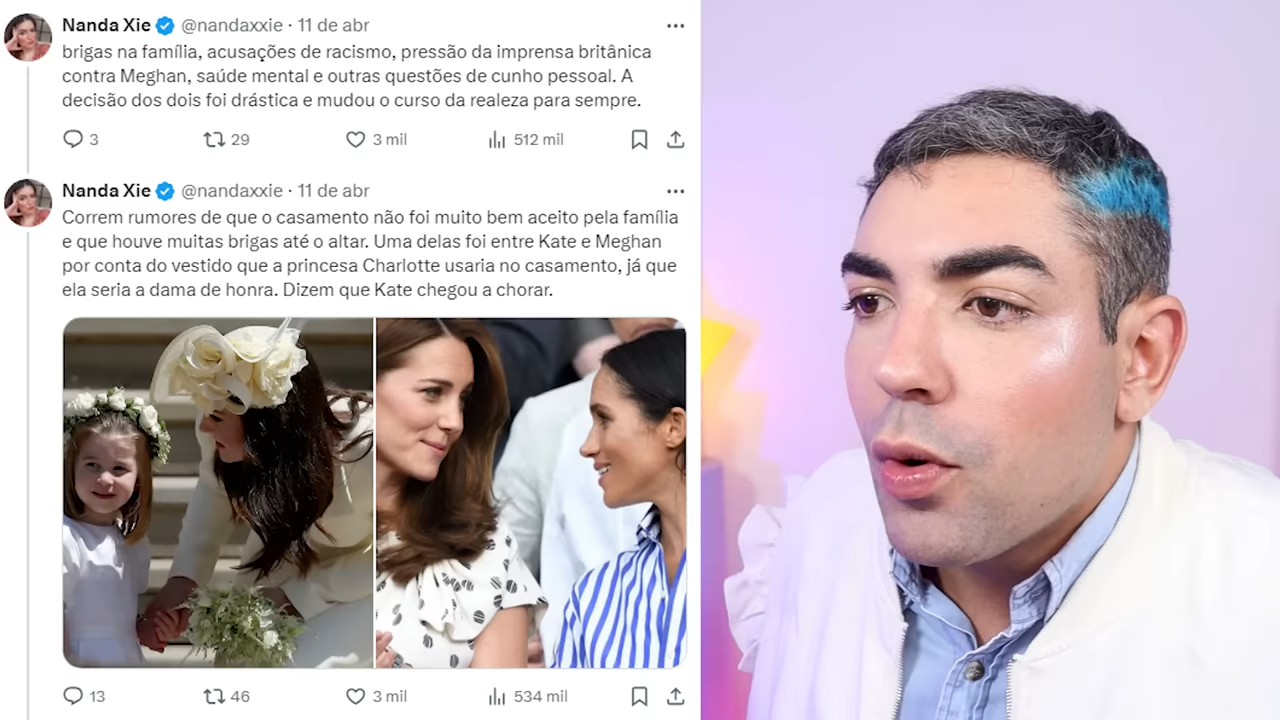 Nanda Xie @nandaxxie · 11 de abr
brigas na família, acusações de racismo, pressão da imprensa britânica
contra Meghan, saúde mental e outras questões de cunho pessoal. A
decisão dos dois foi drástica e mudou o curso da realeza para sempre.
3 29 3 mil 512 mil
Nanda Xie @nandaxxie · 11 de abr
Correm rumores de que o casamento não foi muito bem aceito pela família
e que houve muitas brigas até o altar. Uma delas foi entre Kate e Meghan
por conta do vestido que a princesa Charlotte usaria no casamento, já que
ela seria a dama de honra. Dizem que Kate chegou a chorar.
13 46 3 mil 534 mil